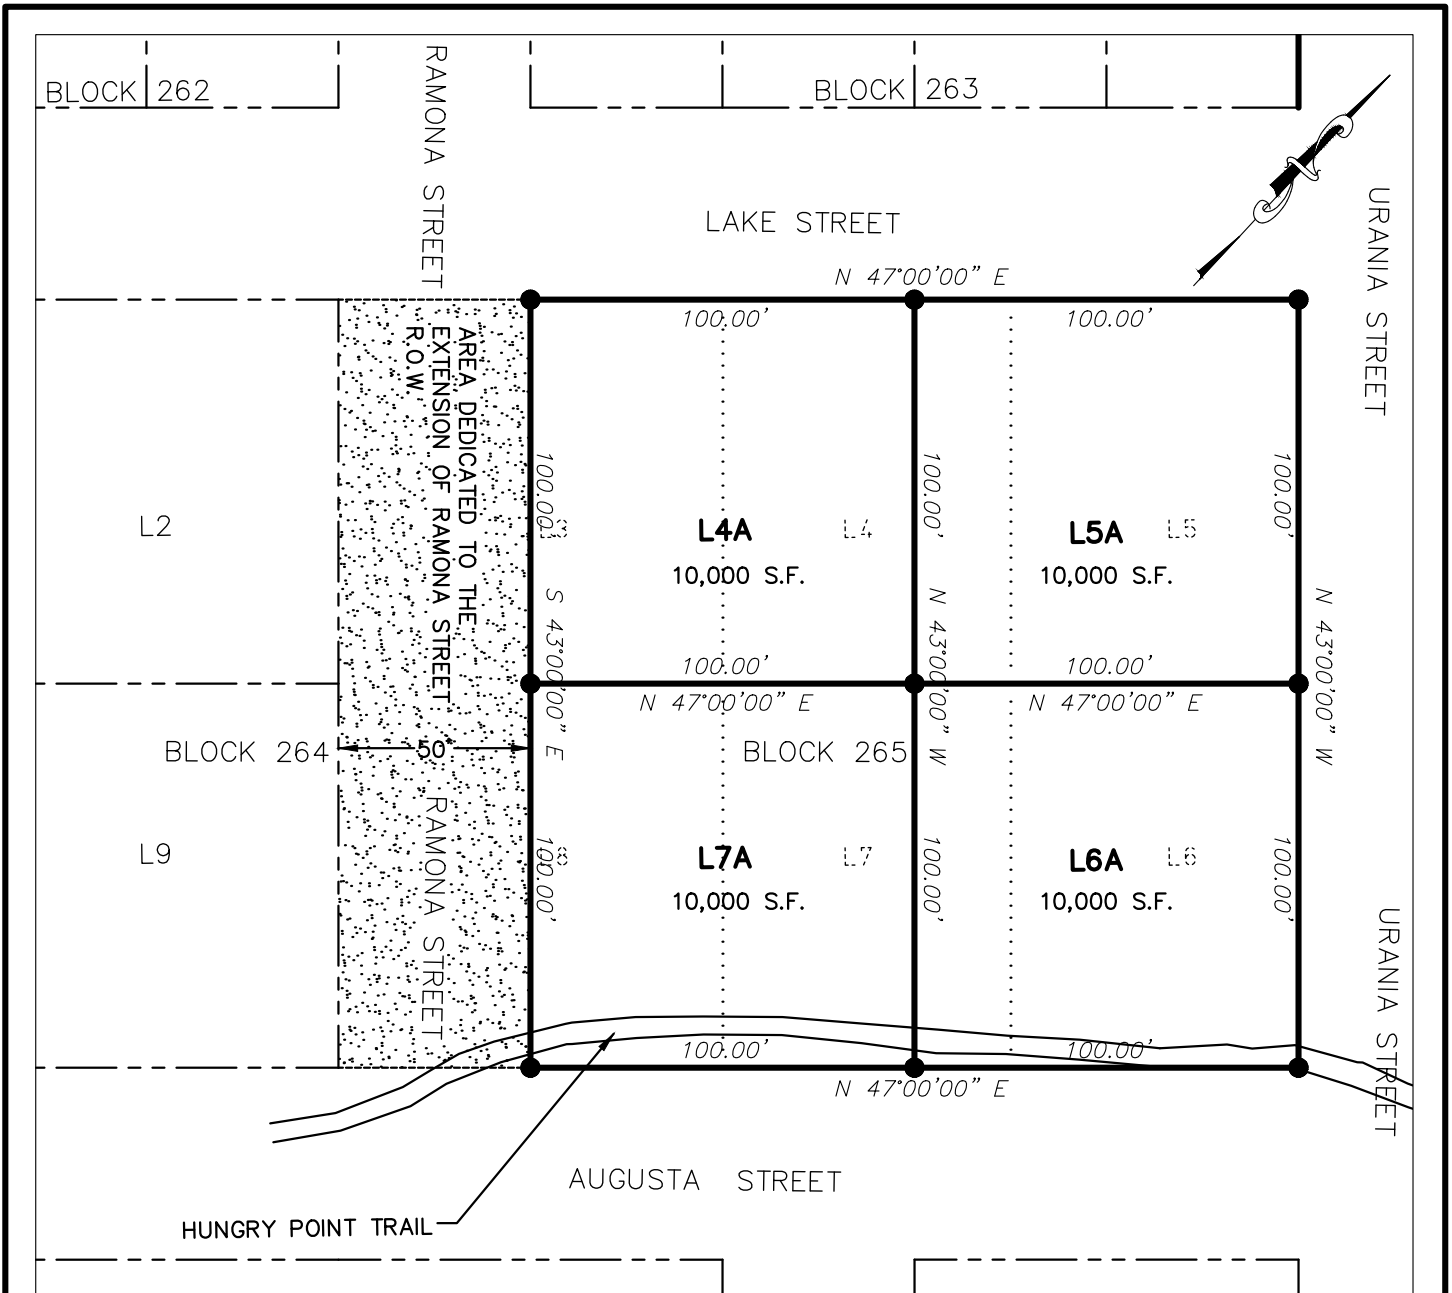 BLOCK 262
RAMONA STREET
BLOCK 263
LAKE STREET
URANIA STREET
N 47°00'00" E
100.00'
100.00'
AREA DEDICATED TO THE
EXTENSION OF RAMONA STREET
R.O.W.
100.00'
100.00'
100.00'
L2
L3
L4A
L4
L5A
L5
10,000 S.F.
10,000 S.F.
S 43°00'00" E
N 43°00'00" W
N 43°00'00" W
100.00'
100.00'
N 47°00'00" E
N 47°00'00" E
BLOCK 264
50'
BLOCK 265
RAMONA STREET
L9
100.00'
L8
L7A
L7
100.00'
L6A
L6
100.00'
10,000 S.F.
10,000 S.F.
URANIA STREET
100.00'
100.00'
N 47°00'00" E
AUGUSTA STREET
HUNGRY POINT TRAIL